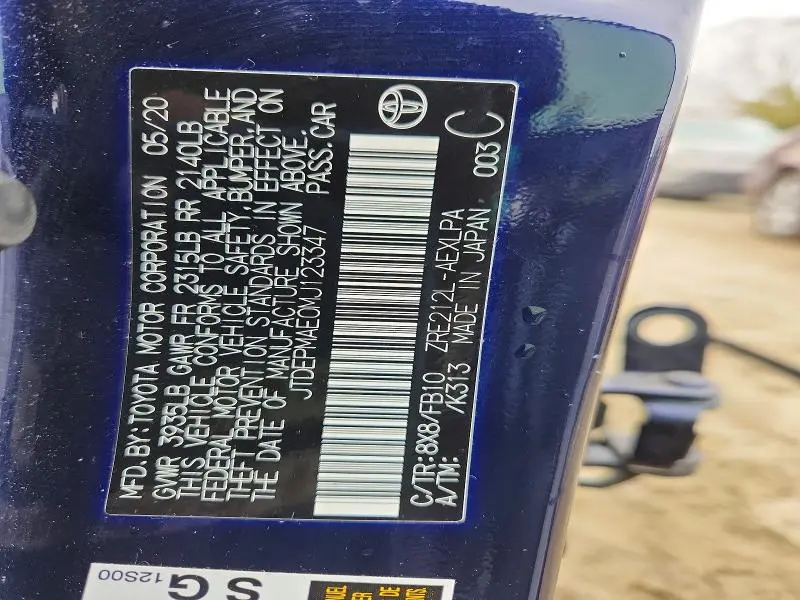 MFD. BY: TOYOTA MOTOR CORPORATION 05/20
GVWR 3935LB GAWR FR 2315LB RR 2140LB
THIS VEHICLE CONFORMS TO ALL APPLICABLE
FEDERAL MOTOR VEHICLE SAFETY, BUMPER, AND
THEFT PREVENTION STANDARDS IN EFFECT ON
THE DATE OF MANUFACTURE SHOWN ABOVE.
JTDEPMAE0MJ123347 PASS. CAR
C/TR: 8X8/FB10 ZRE212L-AEXLPA 003 C
A/TM: /K313 MADE IN JAPAN
SG
12S00